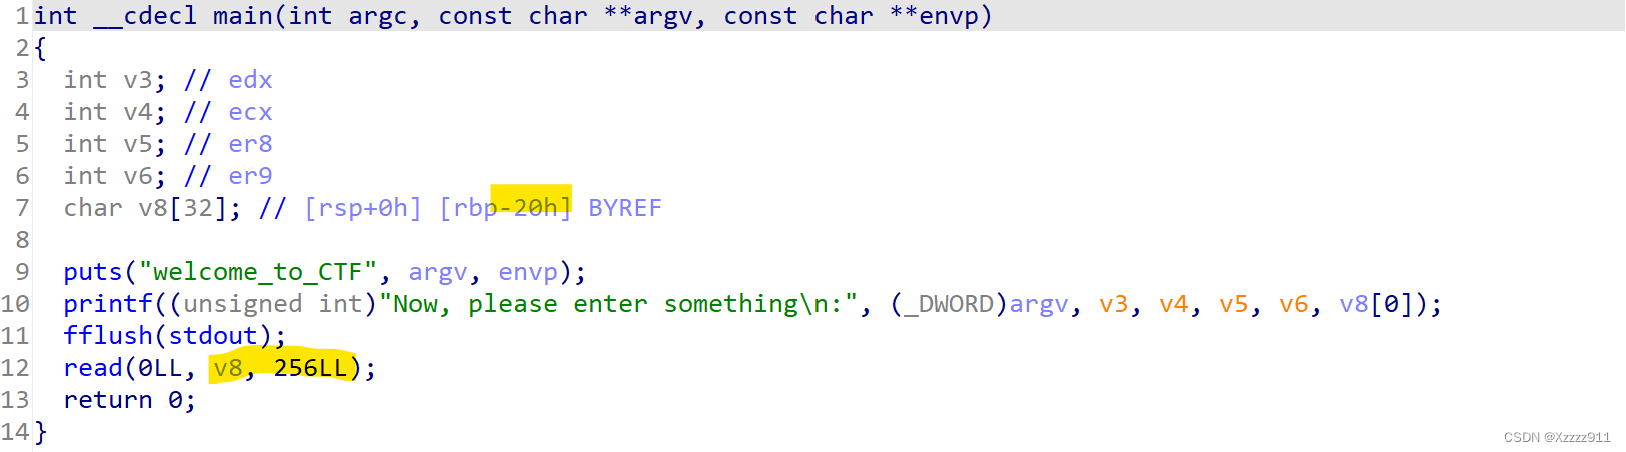 1 int __cdecl main(int argc, const char **argv, const char **envp)
2 {
3   int v3; // edx
4   int v4; // ecx
5   int v5; // er8
6   int v6; // er9
7   char v8[32]; // [rsp+0h] [rbp-20h] BYREF
8
9   puts("welcome_to_CTF", argv, envp);
10   printf((unsigned int)"Now, please enter something\n:", (_DWORD)argv, v3, v4, v5, v6, v8[0]);
11   fflush(stdout);
12   read(0LL, v8, 256LL);
13   return 0;
14 }
CSDN @Xzzzz911